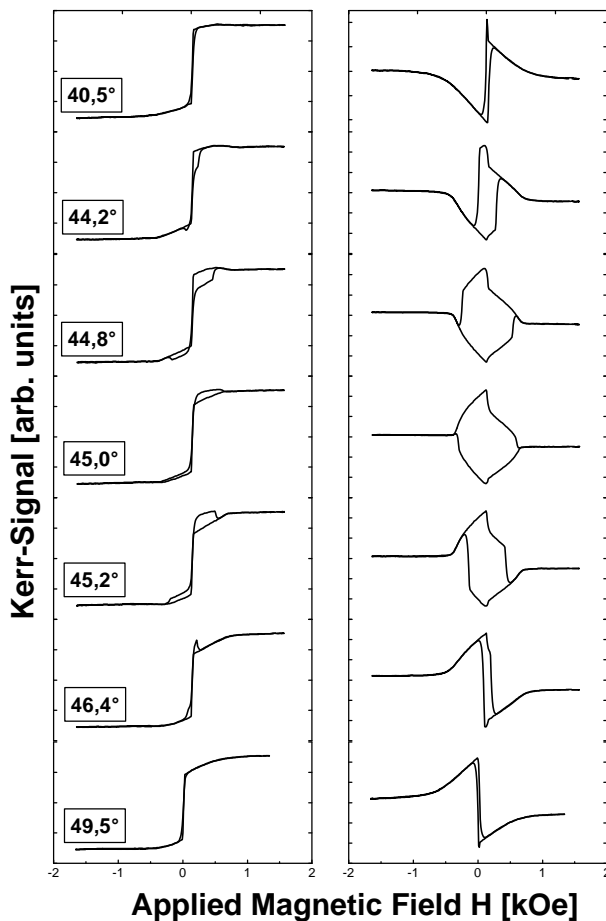 Kerr-Signal [arb. units]
40,5°
44,2°
44,8°
45,0°
45,2°
46,4°
49,5°
-2 -1 0 1 2 -2 -1 0 1 2
Applied Magnetic Field H [kOe]